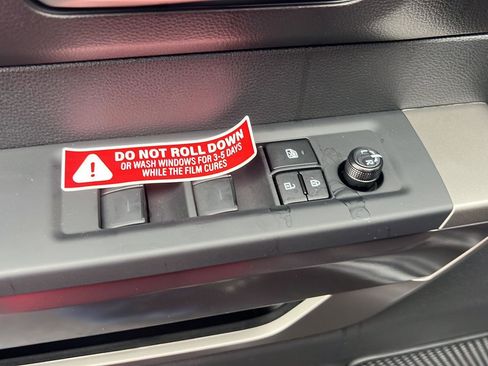 DO NOT ROLL DOWN
OR WASH WINDOWS FOR 3-5 DAYS
WHILE THE FILM CURES
L R